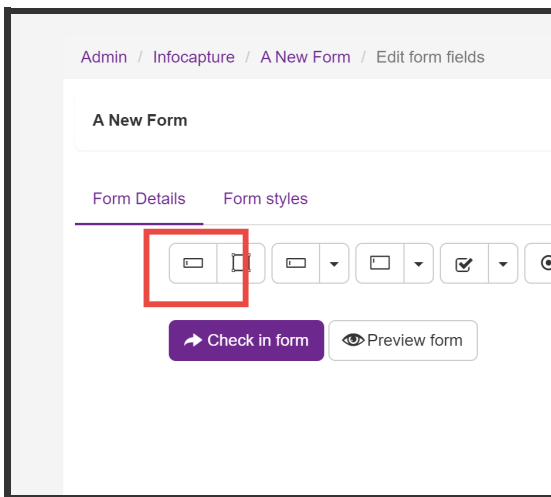 Admin / Infocapture / A New Form / Edit form fields
A New Form
Form Details Form styles
Check in form Preview form